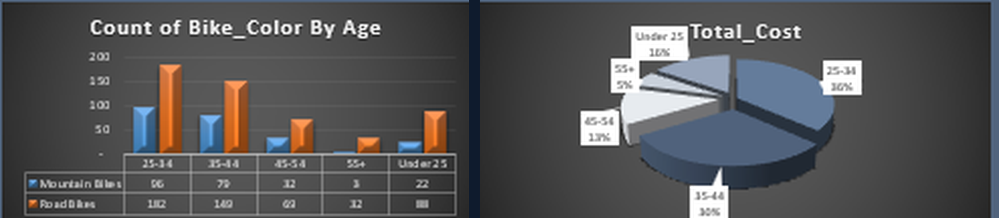 Count of Bike_Color By Age
200
150
100
50
-
25-34 35-44 45-54 55+ Under 25
Mountain Bikes 96 79 32 3 22
Road Bikes 182 149 69 32 88
Total_Cost
Under 25
16%
55+
5%
25-34
36%
45-54
13%
35-44
30%